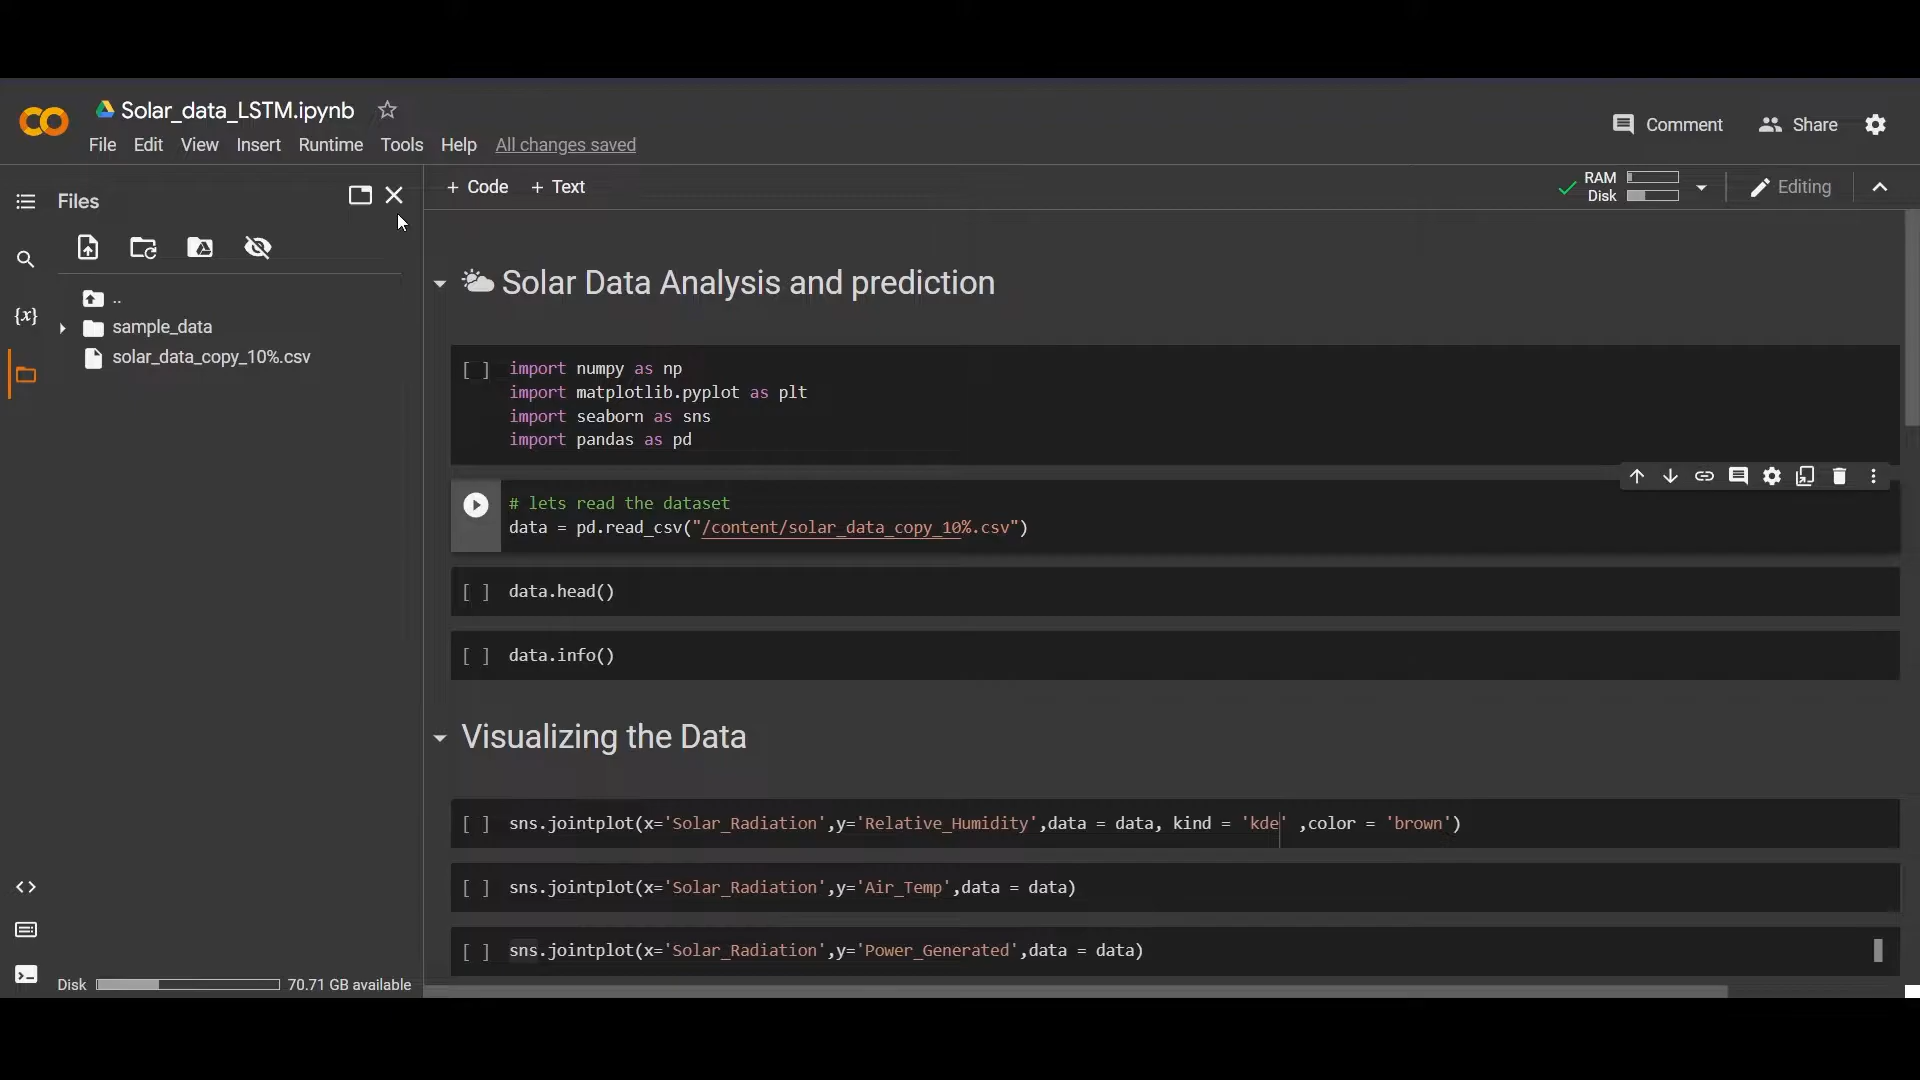 Solar_data_LSTM.ipynb
File Edit View Insert Runtime Tools Help All changes saved
Comment
Share
Files
+ Code + Text
RAM
Disk
Editing
..
sample_data
solar_data_copy_10%.csv
{x}
Disk 70.71 GB available
Solar Data Analysis and prediction
[ ] import numpy as np
import matplotlib.pyplot as plt
import seaborn as sns
import pandas as pd
# lets read the dataset
data = pd.read_csv("/content/solar_data_copy_10%.csv")
[ ] data.head()
[ ] data.info()
Visualizing the Data
[ ] sns.jointplot(x='Solar_Radiation',y='Relative_Humidity',data = data, kind = 'kde' ,color = 'brown')
[ ] sns.jointplot(x='Solar_Radiation',y='Air_Temp',data = data)
[ ] sns.jointplot(x='Solar_Radiation',y='Power_Generated',data = data)